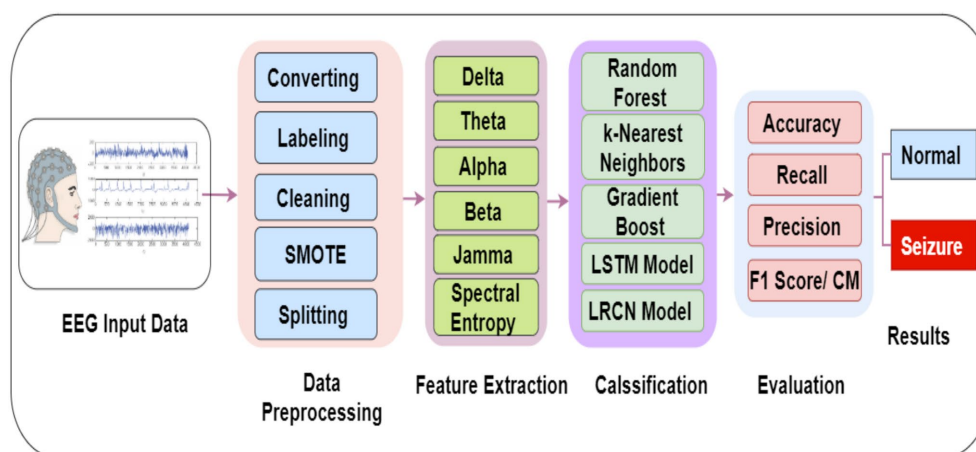 EEG Input Data
Converting
Labeling
Cleaning
SMOTE
Splitting
Data
Preprocessing
Delta
Theta
Alpha
Beta
Jamma
Spectral
Entropy
Feature Extraction
Random
Forest
k-Nearest
Neighbors
Gradient
Boost
LSTM Model
LRCN Model
Calssification
Accuracy
Recall
Precision
F1 Score/ CM
Evaluation
Normal
Seizure
Results